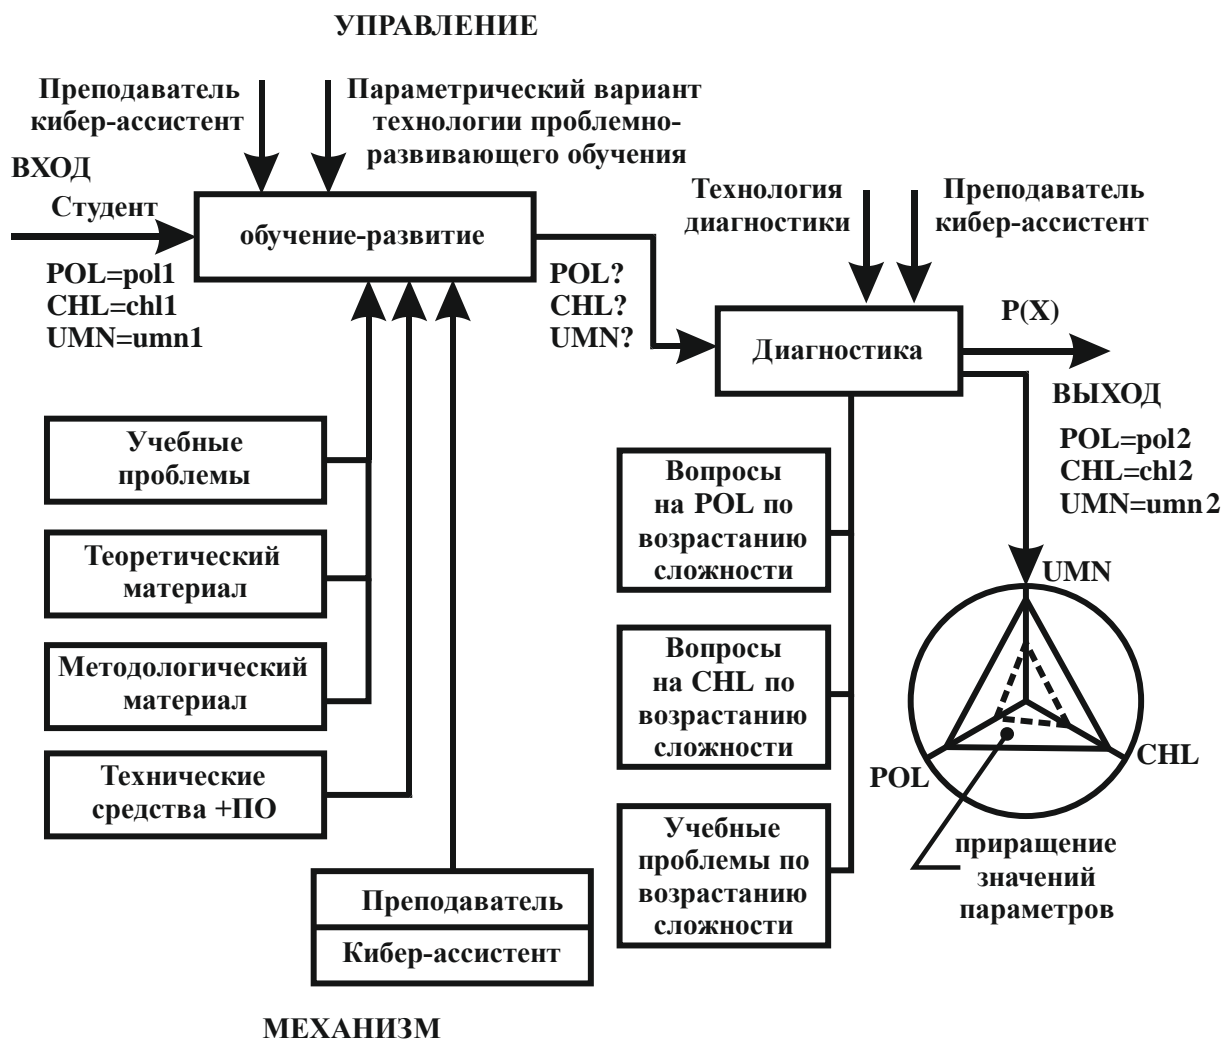 УПРАВЛЕНИЕ
Преподаватель
кибер-ассистент
Параметрический вариант
технологии проблемно-
развивающего обучения
ВХОД
Студент
обучение-развитие
POL=pol1
CHL=chl1
UMN=umn1
POL?
CHL?
UMN?
Технология
диагностики
Преподаватель
кибер-ассистент
Диагностика
P(X)
ВЫХОД
POL=pol2
CHL=chl2
UMN=umn2
Учебные
проблемы
Теоретический
материал
Методологический
материал
Технические
средства +ПО
Преподаватель
Кибер-ассистент
Вопросы
на POL по
возрастанию
сложности
Вопросы
на CHL по
возрастанию
сложности
Учебные
проблемы по
возрастанию
сложности
UMN
POL
CHL
приращение
значений
параметров
МЕХАНИЗМ